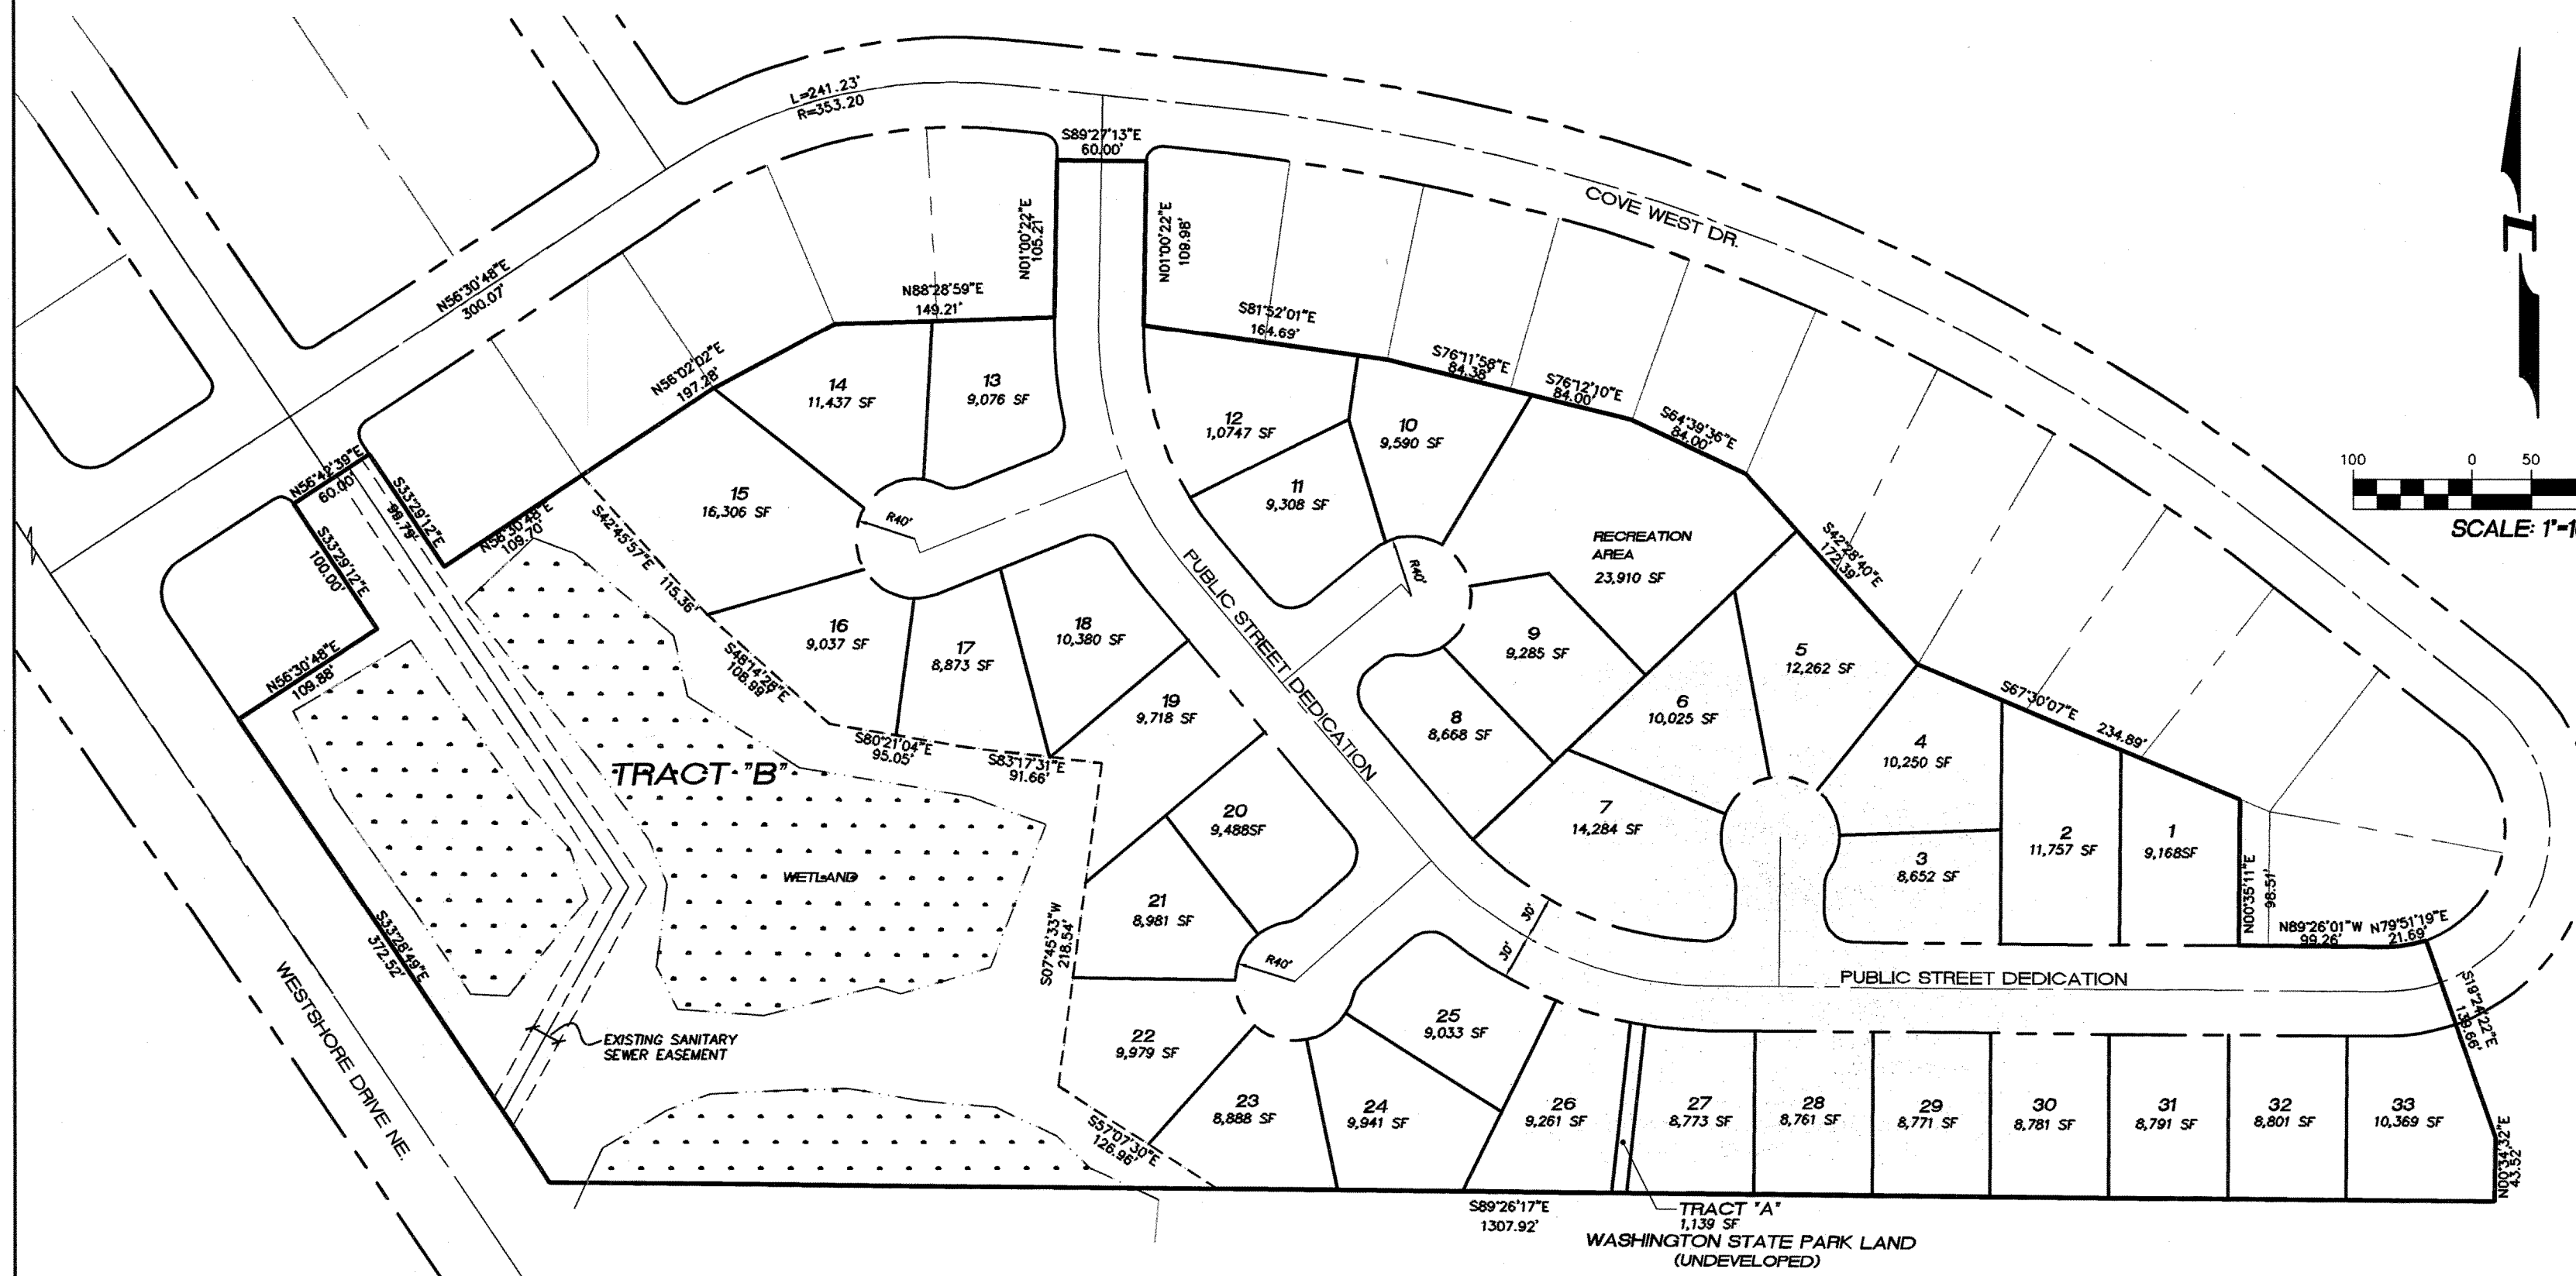 L=241.23'
R=353.20
S89°27'13"E
60.00'
N01°00'22"E
105.21
N01°00'22"E
109.98'
COVE WEST DR.
N56°30'48"E
300.07'
N88°28'59"E
149.21'
S81°52'01"E
164.69'
S76°11'58"E
84.38'
S76°12'10"E
84.00'
S64°39'36"E
84.00'
100 0 50
N56°02'02"E
197.28'
14
11,437 SF
13
9,076 SF
12
1,0747 SF
10
9,590 SF
N56°42'39"E
60.00'
S33°29'12"E
99.79'
15
16,306 SF
11
9,308 SF
N56°30'48"E
109.70'
S42°45'57"E 115.36'
R40'
RECREATION
AREA
23,910 SF
S42°28'40"E
172.39'
S33°29'12"E
100.00'
R40'
PUBLIC STREET DEDICATION
16
9,037 SF
17
8,873 SF
18
10,380 SF
9
9,285 SF
5
12,262 SF
N56°30'48"E
109.88'
S48°14'28"E
108.99'
19
9,718 SF
8
8,668 SF
6
10,025 SF
S67°30'07"E 234.89'
4
10,250 SF
S80°21'04"E
95.05'
S83°17'31"E
91.66'
TRACT "B"
20
9,488SF
7
14,284 SF
2
11,757 SF
1
9,168SF
3
8,652 SF
WETLAND
21
8,981 SF
S07°45'33"W
218.54'
N00°35'11"E
98.51'
N89°26'01"W
99.26'
N79°51'19"E
21.69'
30'
30'
S33°28'49"E
372.52'
R40'
PUBLIC STREET DEDICATION
S19°24'22"E
139.66'
WESTSHORE DRIVE NE.
EXISTING SANITARY
SEWER EASEMENT
22
9,979 SF
25
9,033 SF
23
8,888 SF
24
9,941 SF
26
9,261 SF
27
8,773 SF
28
8,761 SF
29
8,771 SF
30
8,781 SF
31
8,791 SF
32
8,801 SF
33
10,369 SF
S57°07'30"E
126.96'
N00°34'32"E
43.52'
S89°26'17"E
1307.92'
TRACT "A"
1,139 SF
WASHINGTON STATE PARK LAND
(UNDEVELOPED)